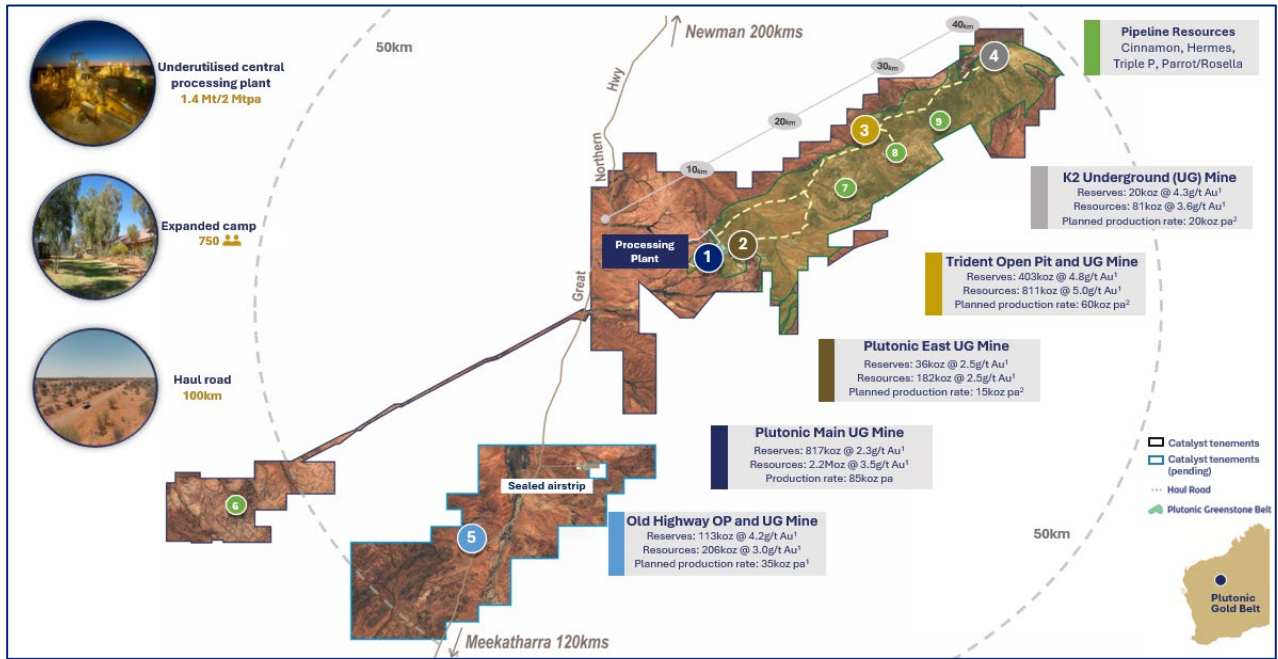 Underutilised central
processing plant
1.4 Mt/2 Mtpa
Expanded camp
750
Haul road
100km
50km
Newman 200kms
Great Northern Hwy
10km
20km
30km
40km
Processing
Plant
1
2
3
4
5
6
7
8
9
Sealed airstrip
Meekatharra 120kms
50km
Pipeline Resources
Cinnamon, Hermes,
Triple P, Parrot/Rosella
K2 Underground (UG) Mine
Reserves: 20koz @ 4.3g/t Au¹
Resources: 81koz @ 3.6g/t Au¹
Planned production rate: 20koz pa²
Trident Open Pit and UG Mine
Reserves: 403koz @ 4.8g/t Au¹
Resources: 811koz @ 5.0g/t Au¹
Planned production rate: 60koz pa²
Plutonic East UG Mine
Reserves: 36koz @ 2.5g/t Au¹
Resources: 182koz @ 2.5g/t Au¹
Planned production rate: 15koz pa²
Plutonic Main UG Mine
Reserves: 817koz @ 2.3g/t Au¹
Resources: 2.2Moz @ 3.5g/t Au¹
Production rate: 85koz pa
Old Highway OP and UG Mine
Reserves: 113koz @ 4.2g/t Au¹
Resources: 206koz @ 3.0g/t Au¹
Planned production rate: 35koz pa¹
Catalyst tenements
Catalyst tenements
(pending)
Haul Road
Plutonic Greenstone Belt
Plutonic
Gold Belt